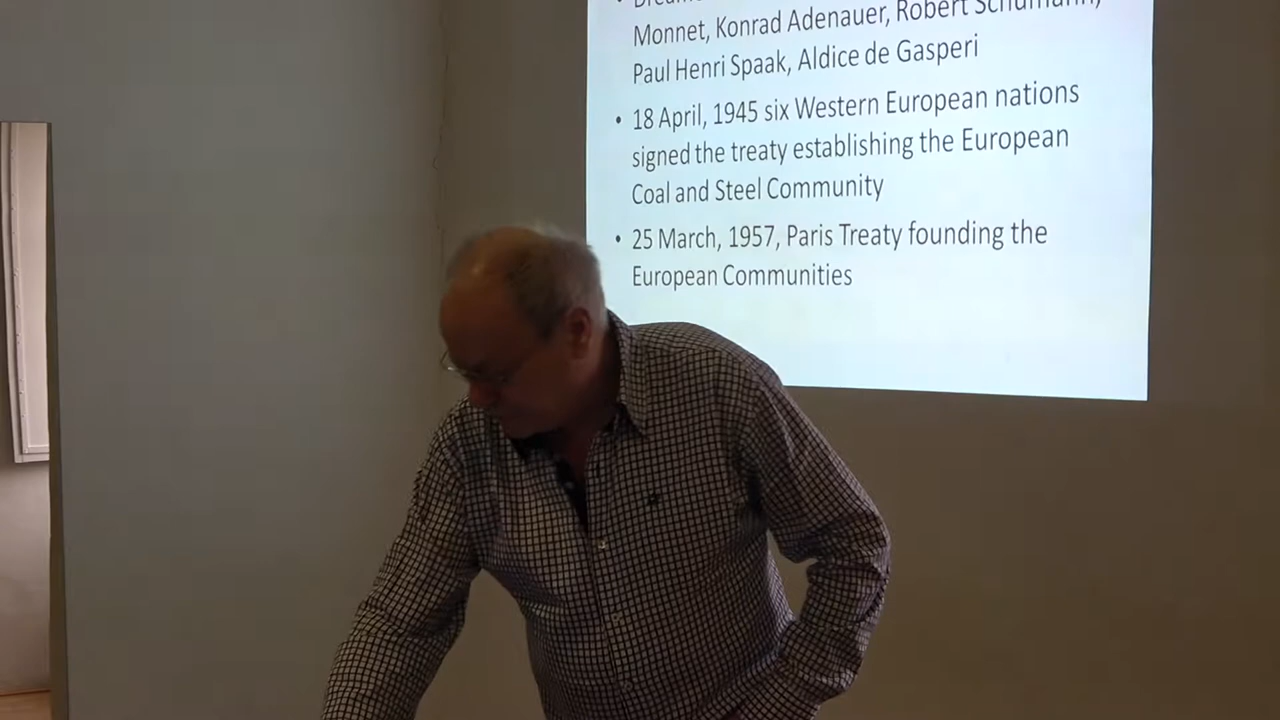 Monnet, Konrad Adenauer, Robert Schumann,
Paul Henri Spaak, Aldice de Gasperi
• 18 April, 1945 six Western European nations
signed the treaty establishing the European
Coal and Steel Community
• 25 March, 1957, Paris Treaty founding the
European Communities